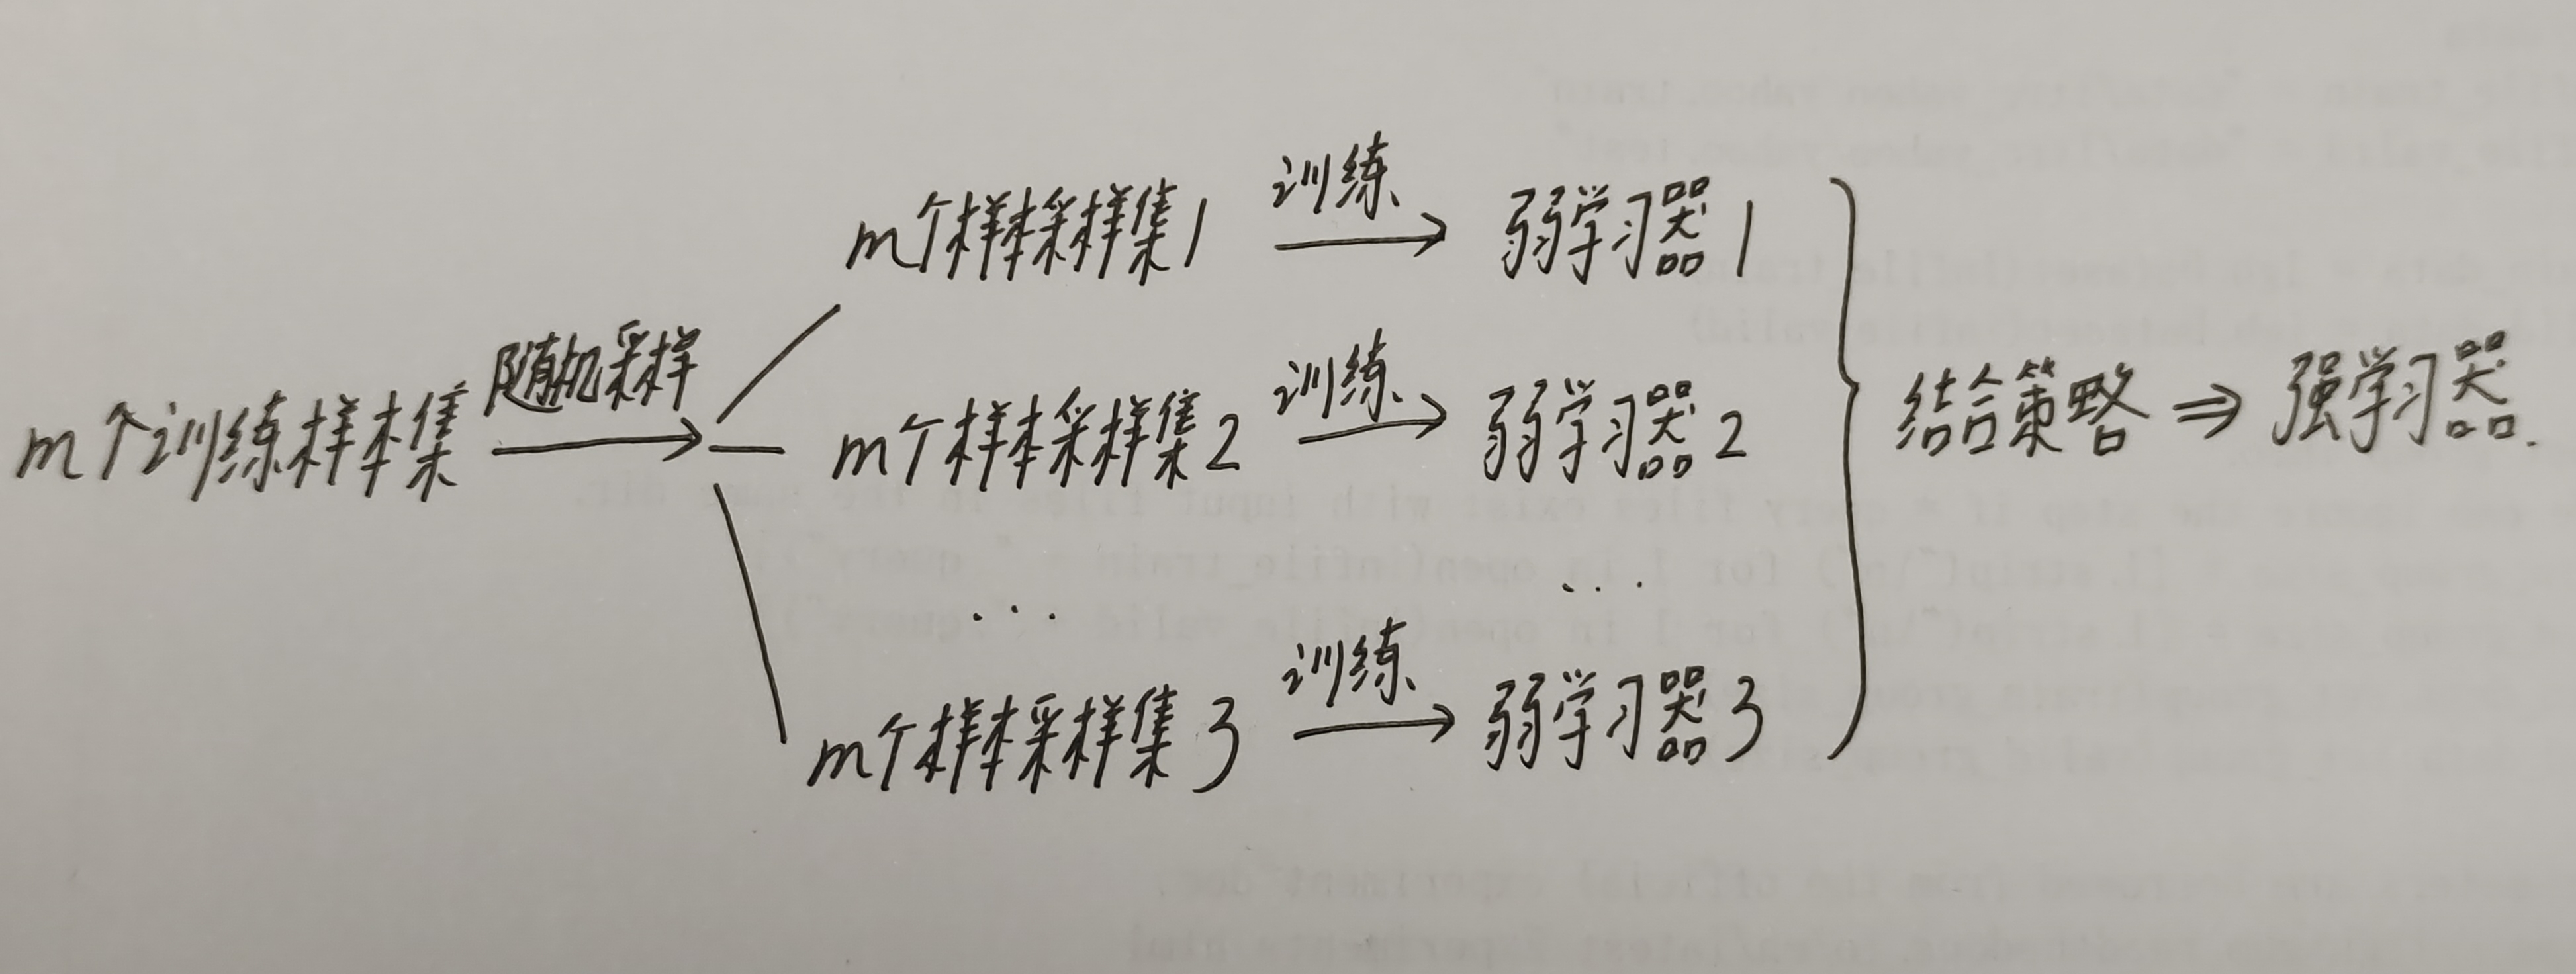 m个训练样本集 随机采样
m个样本采样集1 训练 弱学习器1
m个样本采样集2 训练 弱学习器2
... ...
m个样本采样集3 训练 弱学习器3
结合策略 ⇒ 强学习器.